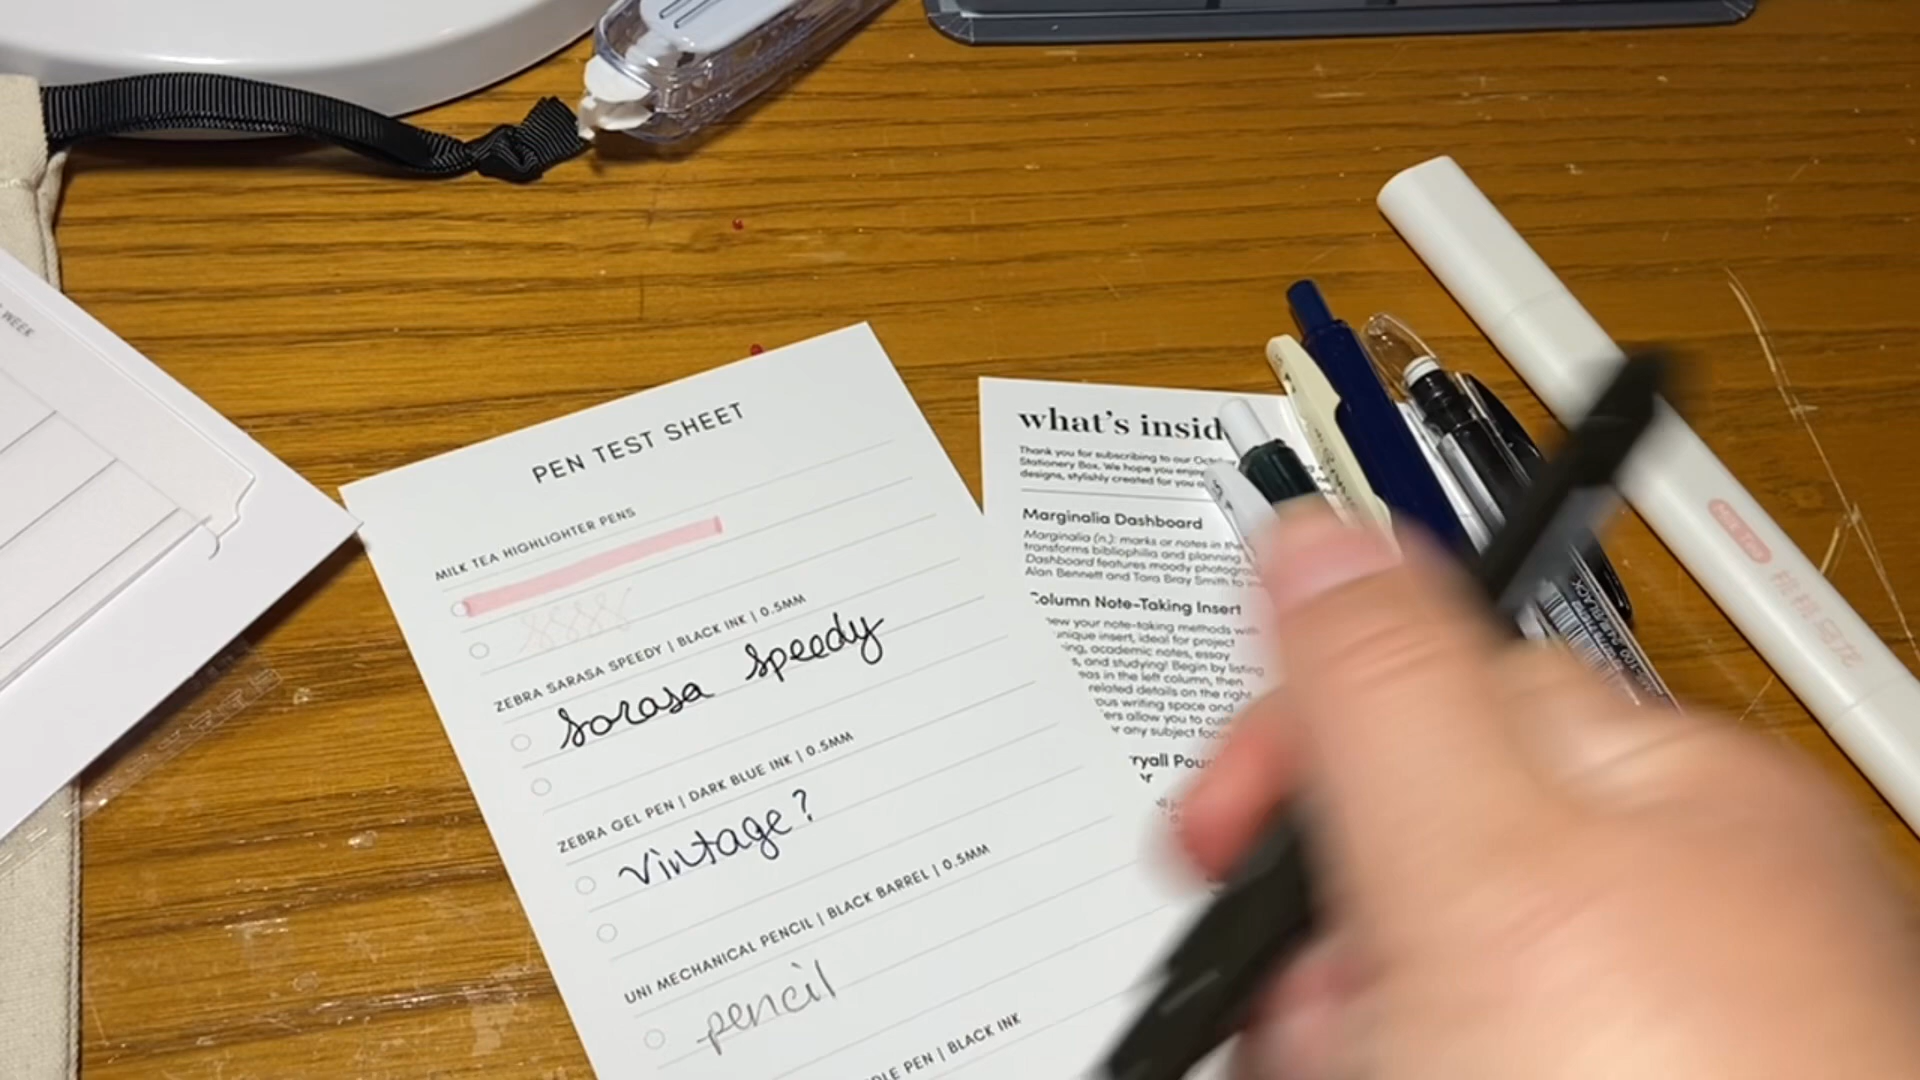 WEEK
PEN TEST SHEET
MILK TEA HIGHLIGHTER PENS
ZEBRA SARASA SPEEDY | BLACK INK | 0.5MM
sarasa speedy
ZEBRA GEL PEN | DARK BLUE INK | 0.5MM
vintage?
UNI MECHANICAL PENCIL | BLACK BARREL | 0.5MM
pencil
PEN | BLACK INK
what's insid
Thank you for subscribing to our
Stationery Box. We hope you enjoy
designs, stylishly created for you
Marginalia Dashboard
Marginalia (n.): marks or notes in the
transforms bibliophilia and planning
Dashboard features moody
Alan Bennett and Tara Bray Smith to
Column Note-Taking Insert
your note-taking methods with
unique insert, ideal for project
academic notes, essay
and studying! Begin by listing
in the left column, then
related details on the right
writing space and
allow you to
any subject
Milk Tea